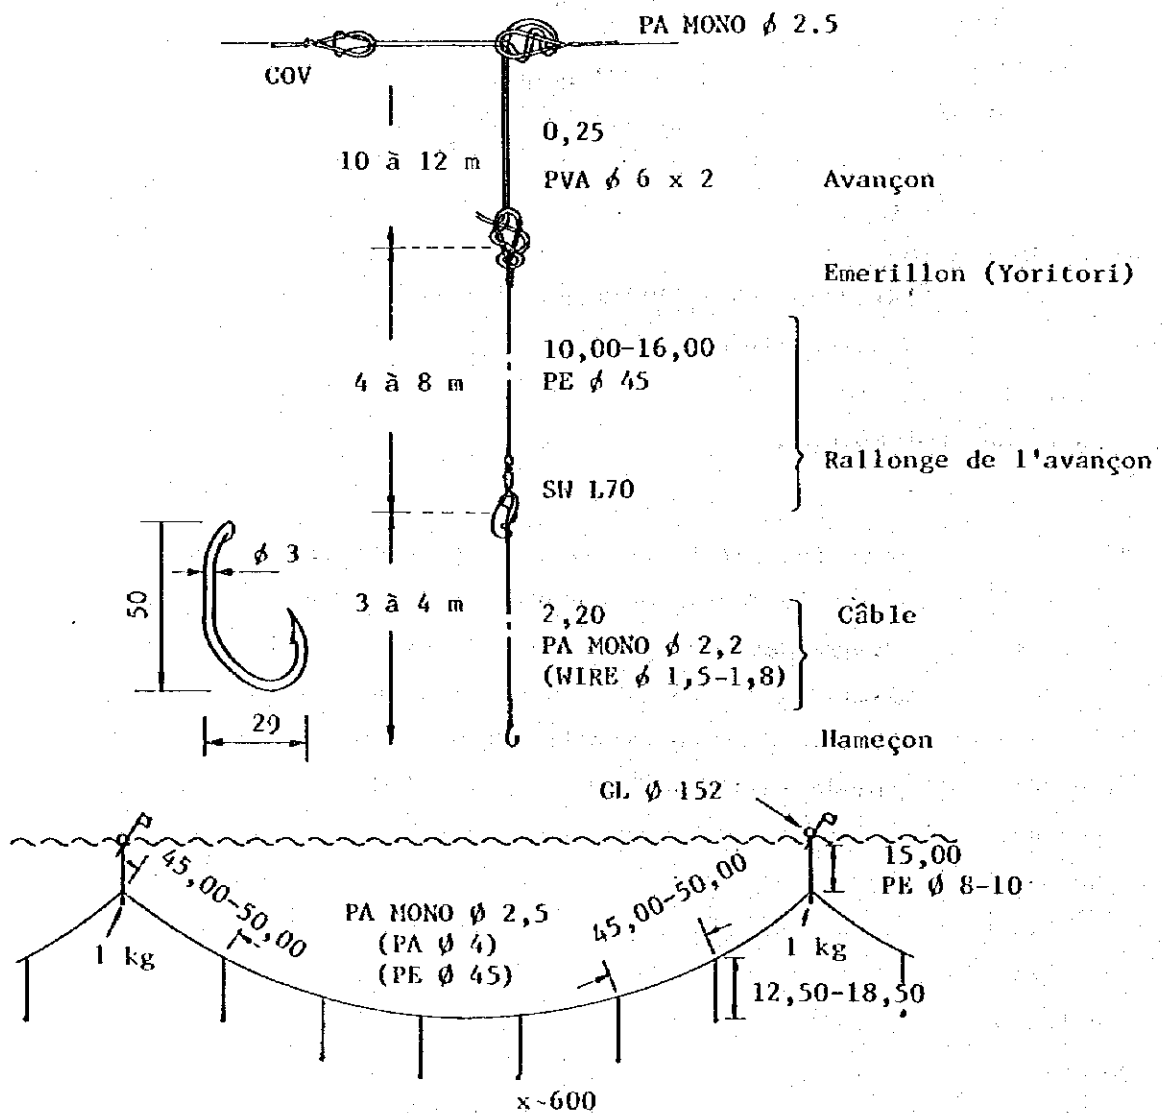 PA MONO ϕ 2.5
COV
0,25
10 à 12 m
PVA ϕ 6 x 2
Avançon
Emerillon (Yoritori)
10,00-16,00
4 à 8 m
PE ϕ 45
Rallonge de l'avançon
SW L70
ϕ 3
50
3 à 4 m
2,20
Câble
PA MONO ϕ 2,2
(WIRE ϕ 1,5-1,8)
29
Hameçon
GL Ø 152
45,00-50,00
45,00-50,00
15,00
PE Ø 8-10
PA MONO Ø 2,5
(PA Ø 4)
(PE Ø 45)
1 kg
1 kg
12,50-18,50
x~600